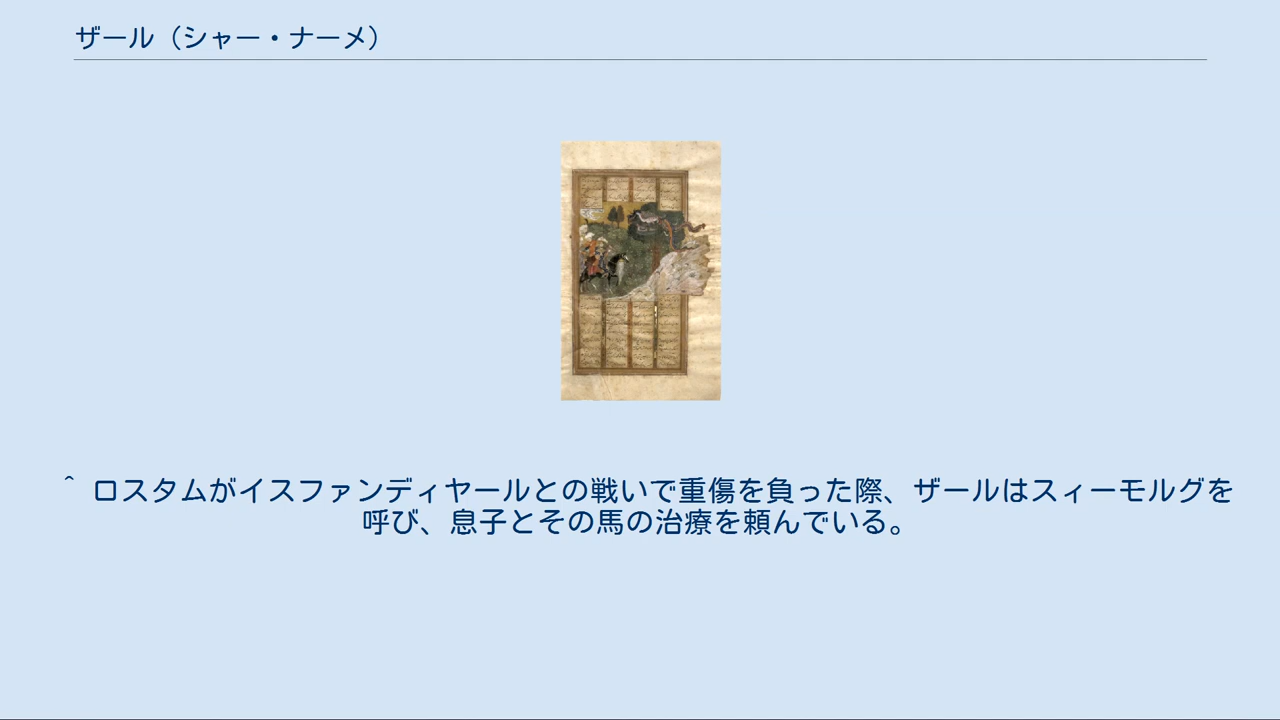 ザール（シャー・ナーメ）
^ ロスタムがイスファンディヤールとの戦いで重傷を負った際、ザールはスィーモルグを
呼び、息子とその馬の治療を頼んでいる。